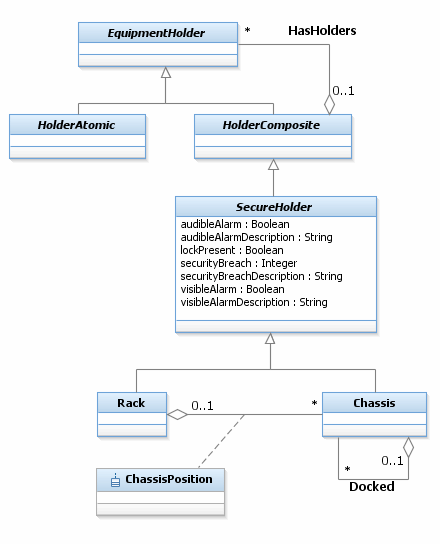 EquipmentHolder
*
HasHolders
0..1
HolderAtomic
HolderComposite
SecureHolder
audibleAlarm : Boolean
audibleAlarmDescription : String
lockPresent : Boolean
securityBreach : Integer
securityBreachDescription : String
visibleAlarm : Boolean
visibleAlarmDescription : String
Rack
0..1
*
Chassis
ChassisPosition
*
0..1
Docked